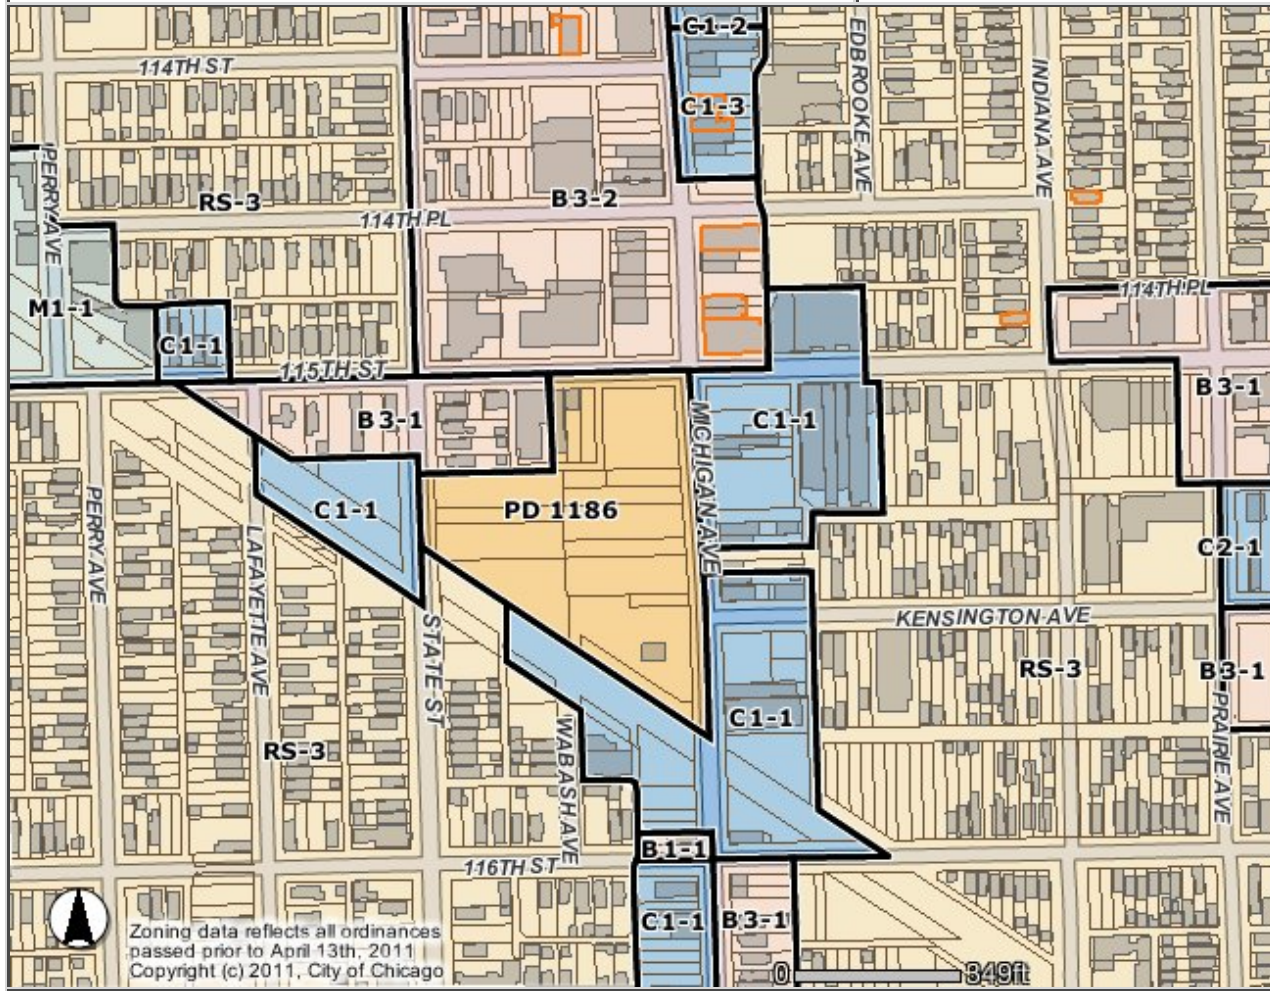 C1-2
EDBROOKE AVE
INDIANA AVE
114TH ST
C1-3
PERRY AVE
RS-3
B3-2
114TH PL
114TH PL
M1-1
C1-1
115TH ST
B3-1
B3-1
C1-1
MICHIGAN AVE
PERRY AVE
C1-1
PD 1186
LAFAYETTE AVE
C2-1
STATE ST
KENSINGTON AVE
RS-3
B3-1
PRAIRIE AVE
RS-3
WABASH AVE
C1-1
B1-1
116TH ST
C1-1
B3-1
Zoning data reflects all ordinances
passed prior to April 13th, 2011
Copyright (c) 2011, City of Chicago
0 849ft